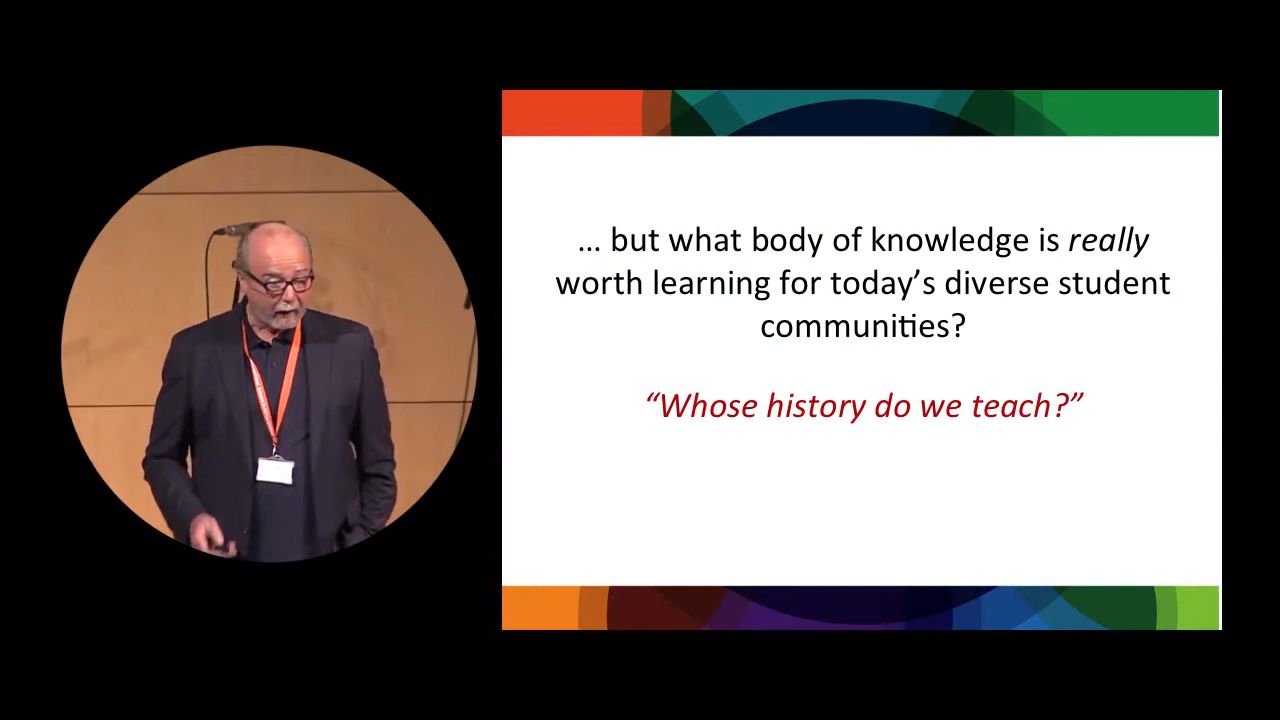 ... but what body of knowledge is really
worth learning for today’s diverse student
communities?
“Whose history do we teach?”